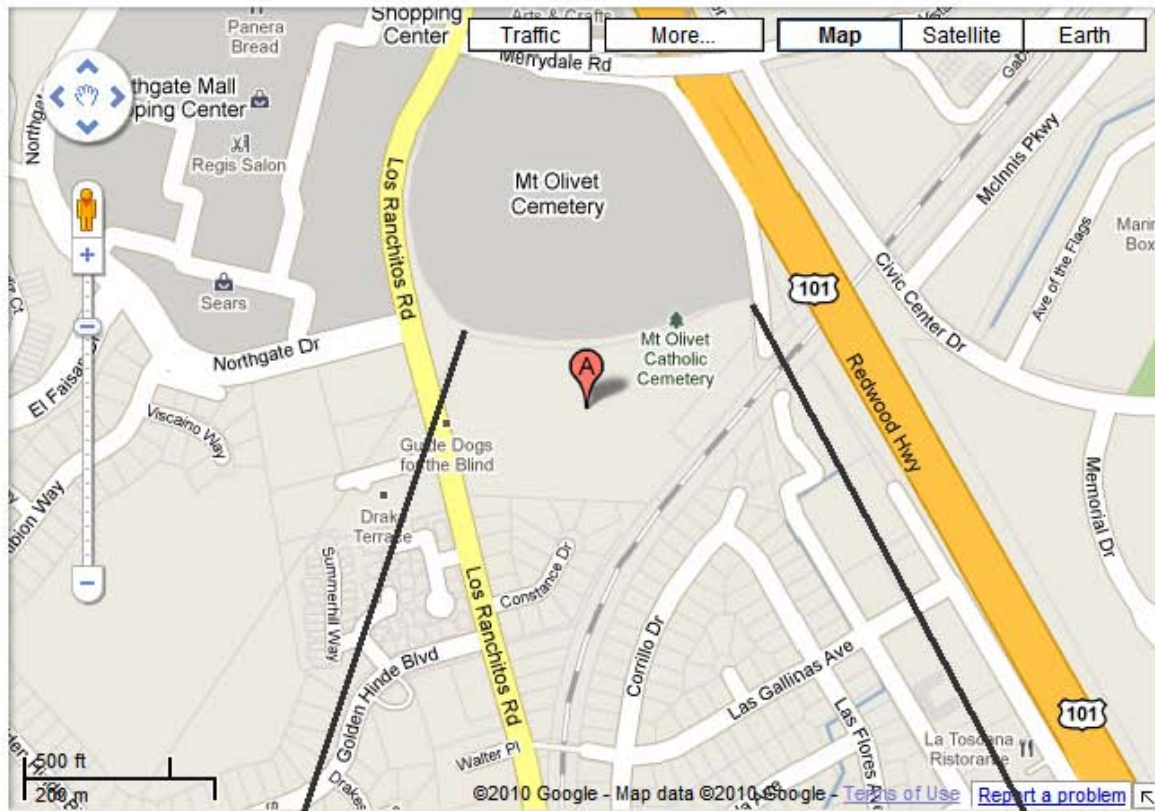 Shopping
Center
Arts & Crafts
Traffic
More...
Map
Satellite
Earth
Panera
Bread
Merrydale Rd
Northgate Mall
Shopping Center
Northgate
Regis Salon
Los Ranchitos Rd
Mt Olivet
Cemetery
McInnis Pkwy
Ave of the Flags
Civic Center Dr
101
Sears
Northgate Dr
Mt Olivet
Catholic
Cemetery
A
El Faisan Dr
Viscaino Way
Redwood Hwy
Guide Dogs
for the Blind
Drake
Terrace
Memorial Dr
Summerhill Way
Los Ranchitos Rd
Constance Dr
Golden Hinde Blvd
Corrillo Dr
Las Gallinas Ave
Las Flores Ave
101
La Toscana
Ristorante
Walter Pl
500 ft
200 m
©2010 Google - Map data ©2010 Google - Terms of Use
Report a problem